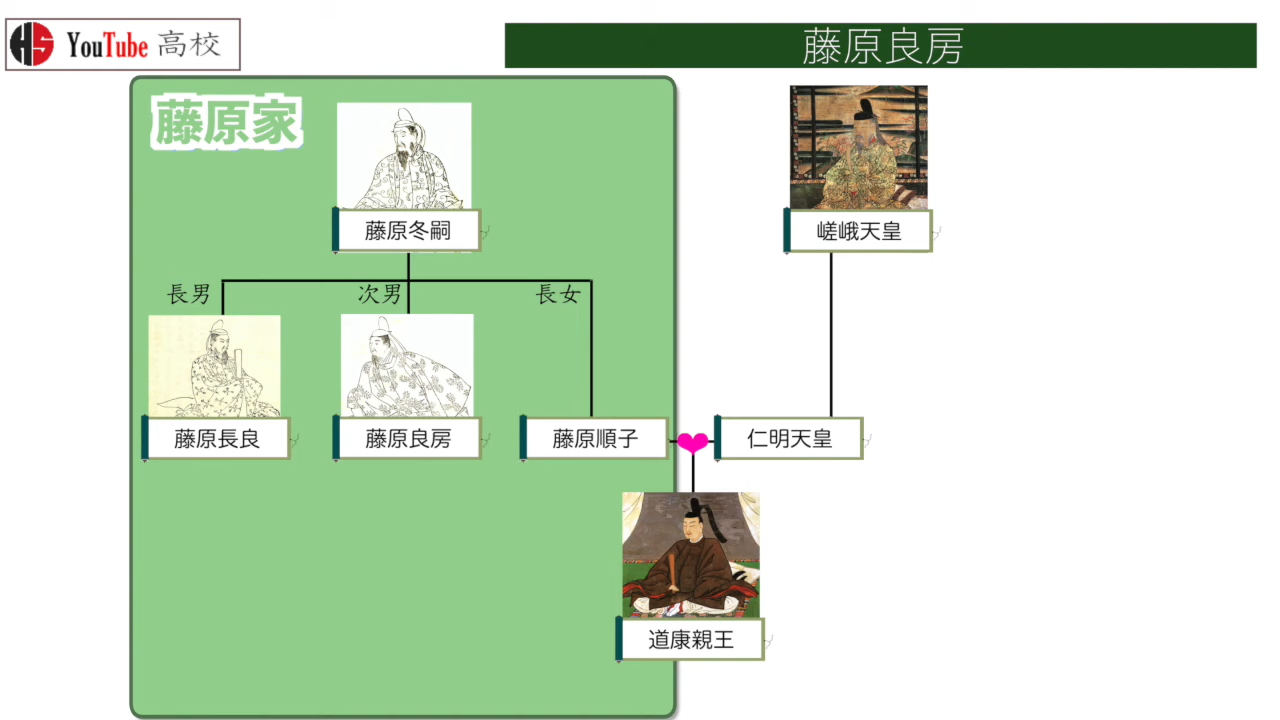 YouTube 高校
藤原良房
藤原家
藤原冬嗣
嵯峨天皇
長男
次男
長女
藤原長良
藤原良房
藤原順子
仁明天皇
道康親王